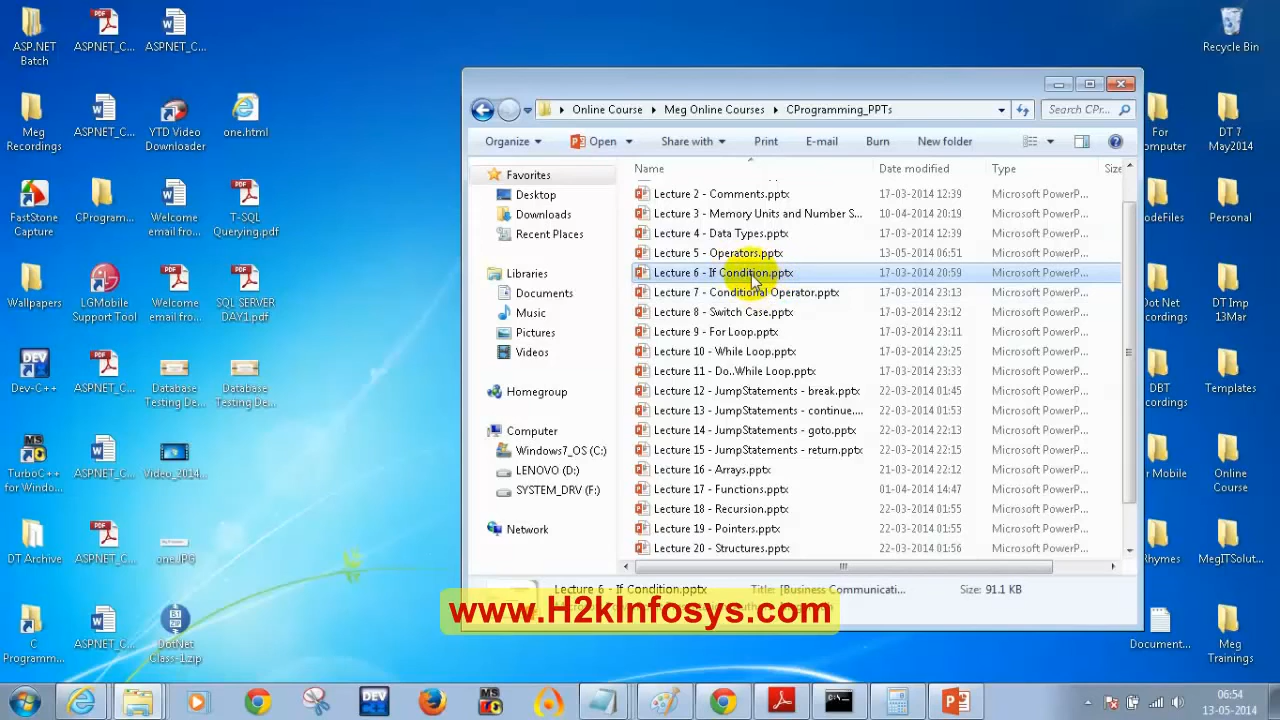 ASP.NET
Batch
ASPNET_C...
ASPNET_C...
Recycle Bin
Meg
Recordings
ASPNET_C...
YTD Video
Downloader
one.html
FastStone
Capture
CProgram...
Welcome
email fro...
T-SQL
Querying.pdf
Wallpapers
LGMobile
Support Tool
Welcome
email fro...
SQL SERVER
DAY1.pdf
Dev-C++
ASPNET_C...
Database
Testing De...
Database
Testing De...
TurboC++
for Windo...
ASPNET_C...
Video_2014...
DT Archive
ASPNET_C...
one.JPG
C
Programm...
ASPNET_C...
DotNet
Class-1.zip
Online Course
Meg Online Courses
CProgramming_PPTs
Search CPr...
Organize
Open
Share with
Print
E-mail
Burn
New folder
Favorites
Desktop
Downloads
Recent Places
Libraries
Documents
Music
Pictures
Videos
Homegroup
Computer
Windows7_OS (C:)
LENOVO (D:)
SYSTEM_DRV (F:)
Network
Name Date modified Type Size
Lecture 2 - Comments.pptx 17-03-2014 12:39 Microsoft PowerP...
Lecture 3 - Memory Units and Number S... 10-04-2014 20:19 Microsoft PowerP...
Lecture 4 - Data Types.pptx 17-03-2014 12:39 Microsoft PowerP...
Lecture 5 - Operators.pptx 13-05-2014 06:51 Microsoft PowerP...
Lecture 6 - If Condition.pptx 17-03-2014 20:59 Microsoft PowerP...
Lecture 7 - Conditional Operator.pptx 17-03-2014 23:13 Microsoft PowerP...
Lecture 8 - Switch Case.pptx 17-03-2014 23:12 Microsoft PowerP...
Lecture 9 - For Loop.pptx 17-03-2014 23:11 Microsoft PowerP...
Lecture 10 - While Loop.pptx 17-03-2014 23:25 Microsoft PowerP...
Lecture 11 - Do..While Loop.pptx 17-03-2014 23:33 Microsoft PowerP...
Lecture 12 - JumpStatements - break.pptx 22-03-2014 01:45 Microsoft PowerP...
Lecture 13 - JumpStatements - continue.... 22-03-2014 01:53 Microsoft PowerP...
Lecture 14 - JumpStatements - goto.pptx 22-03-2014 22:13 Microsoft PowerP...
Lecture 15 - JumpStatements - return.pptx 22-03-2014 22:15 Microsoft PowerP...
Lecture 16 - Arrays.pptx 21-03-2014 22:12 Microsoft PowerP...
Lecture 17 - Functions.pptx 01-04-2014 14:47 Microsoft PowerP...
Lecture 18 - Recursion.pptx 22-03-2014 01:55 Microsoft PowerP...
Lecture 19 - Pointers.pptx 22-03-2014 01:55 Microsoft PowerP...
Lecture 20 - Structures.pptx 22-03-2014 01:56 Microsoft PowerP...
Lecture 6 - If Condition.pptx Title: [Business Communicati... Size: 91.1 KB
www.H2kInfosys.com
For
omputer
DT 7
May2014
odeFiles
Personal
Dot Net
cordings
DT Imp
13Mar
DBT
cordings
Templates
r Mobile
Online
Course
Rhymes
MegITSolut...
Document...
Meg
Trainings
DEV
MS
06:54
13-05-2014